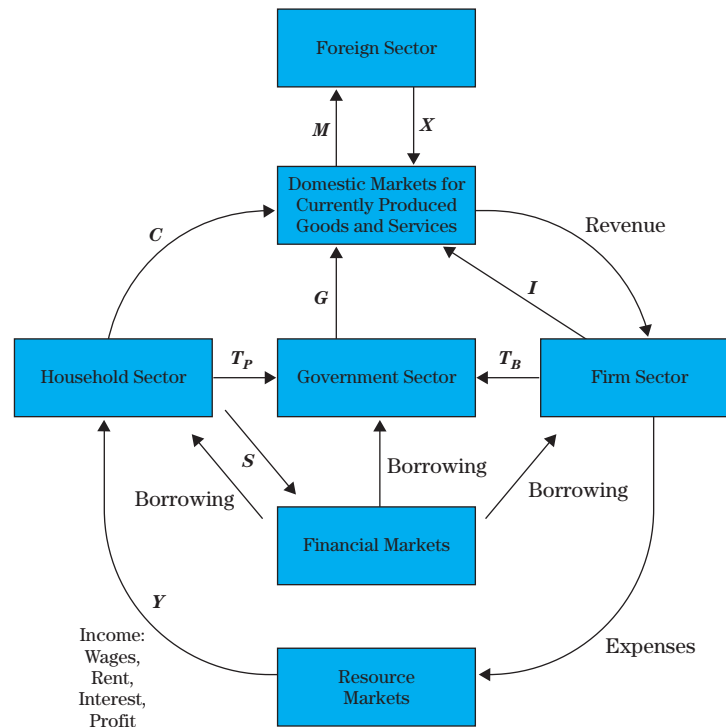 Foreign Sector
M
X
Domestic Markets for
Currently Produced
Goods and Services
Revenue
C
G
I
Household Sector
T_P
Government Sector
T_B
Firm Sector
S
Borrowing
Borrowing
Borrowing
Financial Markets
Y
Income:
Wages,
Rent,
Interest,
Profit
Expenses
Resource
Markets